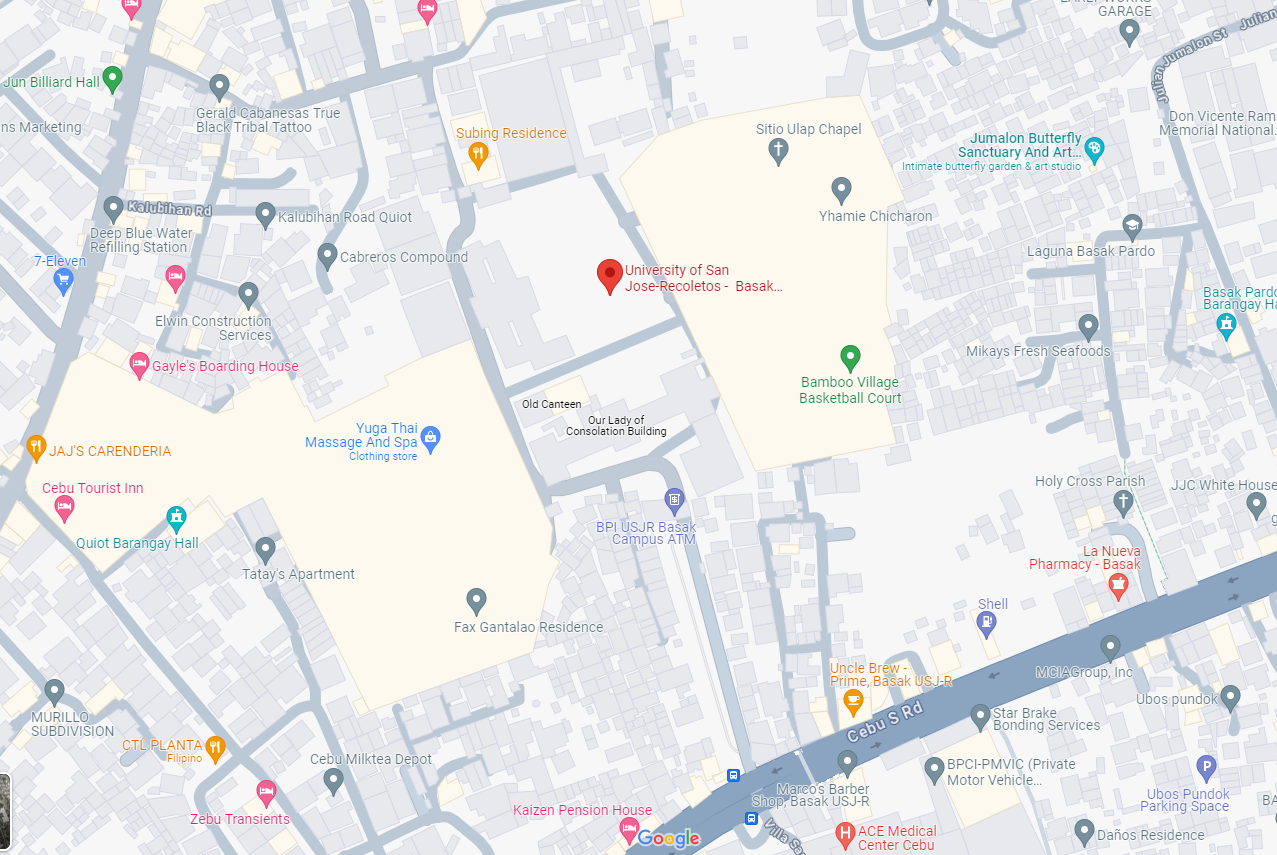 GARAGE
Julian Jumalon St
Julian
Jun Billiard Hall
Gerald Cabanesas True
Black Tribal Tattoo
ns Marketing
Subing Residence
Sitio Ulap Chapel
Don Vicente Ram
Memorial National
Jumalon Butterfly
Sanctuary And Art...
Intimate butterfly garden & art studio
Yhamie Chicharon
Kalubihan Rd
Kalubihan Road Quiot
Deep Blue Water
Refilling Station
Cabreros Compound
7-Eleven
Laguna Basak Pardo
University of San
Jose-Recoletos - Basak...
Basak Pardo
Barangay Ha
Elwin Construction
Services
Mikays Fresh Seafoods
Gayle's Boarding House
Bamboo Village
Basketball Court
Old Canteen
Our Lady of
Consolation Building
Yuga Thai
Massage And Spa
Clothing store
JAJ'S CARENDERIA
Cebu Tourist Inn
Holy Cross Parish
JJC White House
g
BPI USJR Basak
Campus ATM
Quiot Barangay Hall
La Nueva
Pharmacy - Basak
Tatay's Apartment
Shell
Fax Gantalao Residence
MCIAGroup, Inc
Uncle Brew -
Prime, Basak USJ-R
Ubos pundok
MURILLO
SUBDIVISION
Cebu S Rd
Star Brake
Bonding Services
CTL PLANTA
Filipino
Cebu Milktea Depot
BPCI-PMVIC (Private
Motor Vehicle...
Marco's Barber
Shop, Basak USJ-R
Ubos Pundok
Parking Space
BA
Zebu Transients
Kaizen Pension House
Google
Villa Sa
ACE Medical
Center Cebu
Daños Residence